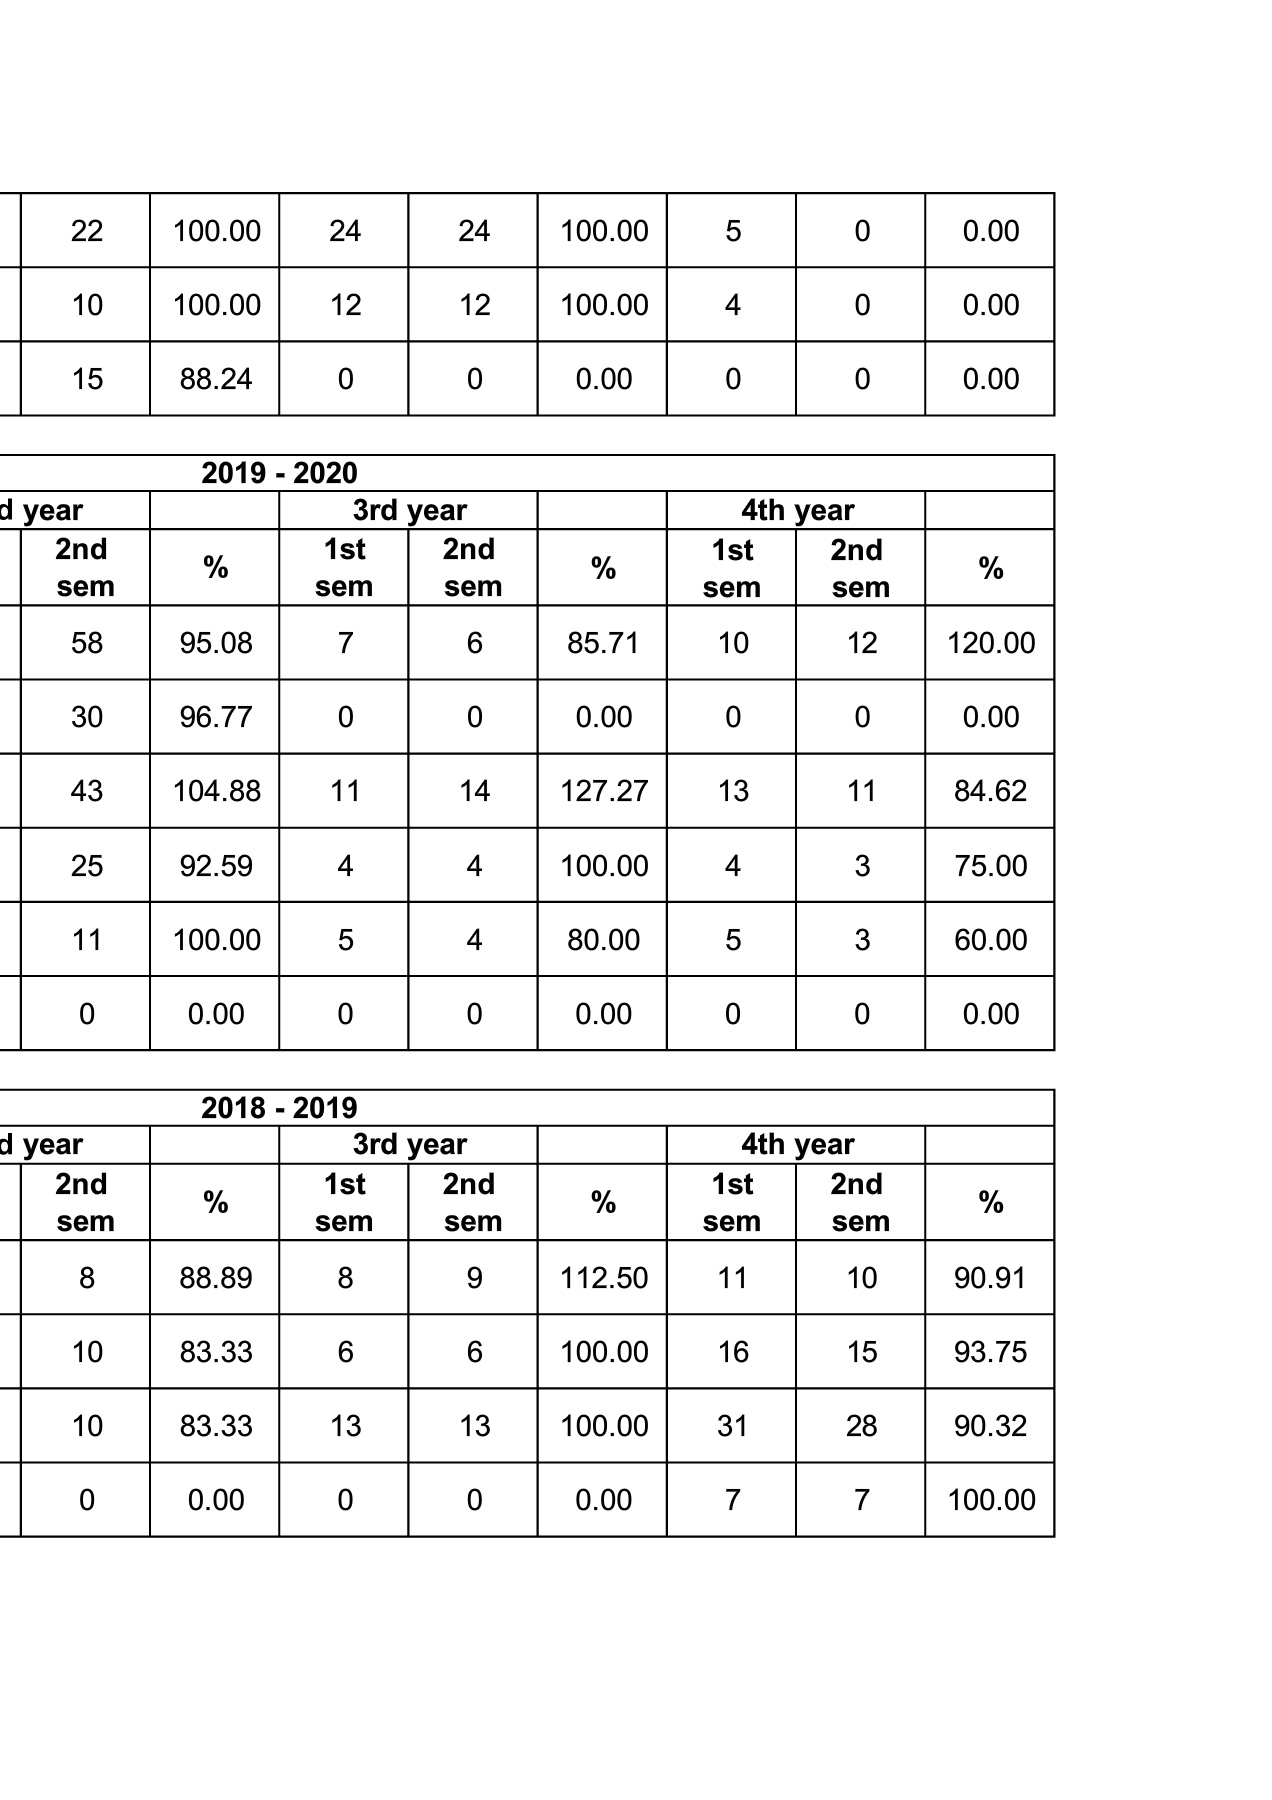 22 100.00 24 24 100.00 5 0 0.00
10 100.00 12 12 100.00 4 0 0.00
15 88.24 0 0 0.00 0 0 0.00
2019 - 2020
d year 3rd year 4th year
2nd sem % 1st sem 2nd sem % 1st sem 2nd sem %
58 95.08 7 6 85.71 10 12 120.00
30 96.77 0 0 0.00 0 0 0.00
43 104.88 11 14 127.27 13 11 84.62
25 92.59 4 4 100.00 4 3 75.00
11 100.00 5 4 80.00 5 3 60.00
0 0.00 0 0 0.00 0 0 0.00
2018 - 2019
d year 3rd year 4th year
2nd sem % 1st sem 2nd sem % 1st sem 2nd sem %
8 88.89 8 9 112.50 11 10 90.91
10 83.33 6 6 100.00 16 15 93.75
10 83.33 13 13 100.00 31 28 90.32
0 0.00 0 0 0.00 7 7 100.00